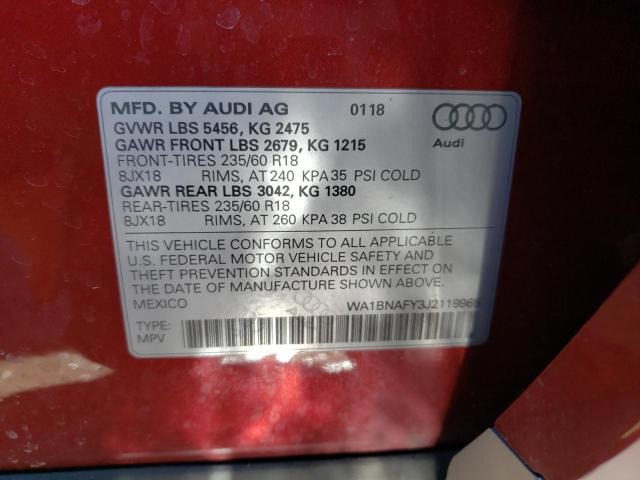 MFD. BY AUDI AG 0118
GVWR LBS 5456, KG 2475
GAWR FRONT LBS 2679, KG 1215
FRONT-TIRES 235/60 R18
8JX18 RIMS, AT 240 KPA 35 PSI COLD
GAWR REAR LBS 3042, KG 1380
REAR-TIRES 235/60 R18
8JX18 RIMS, AT 260 KPA 38 PSI COLD
Audi
THIS VEHICLE CONFORMS TO ALL APPLICABLE
U.S. FEDERAL MOTOR VEHICLE SAFETY AND
THEFT PREVENTION STANDARDS IN EFFECT ON
THE DATE OF MANUFACTURE SHOWN ABOVE.
MEXICO WA1BNAFY3J2119965
TYPE:
MPV